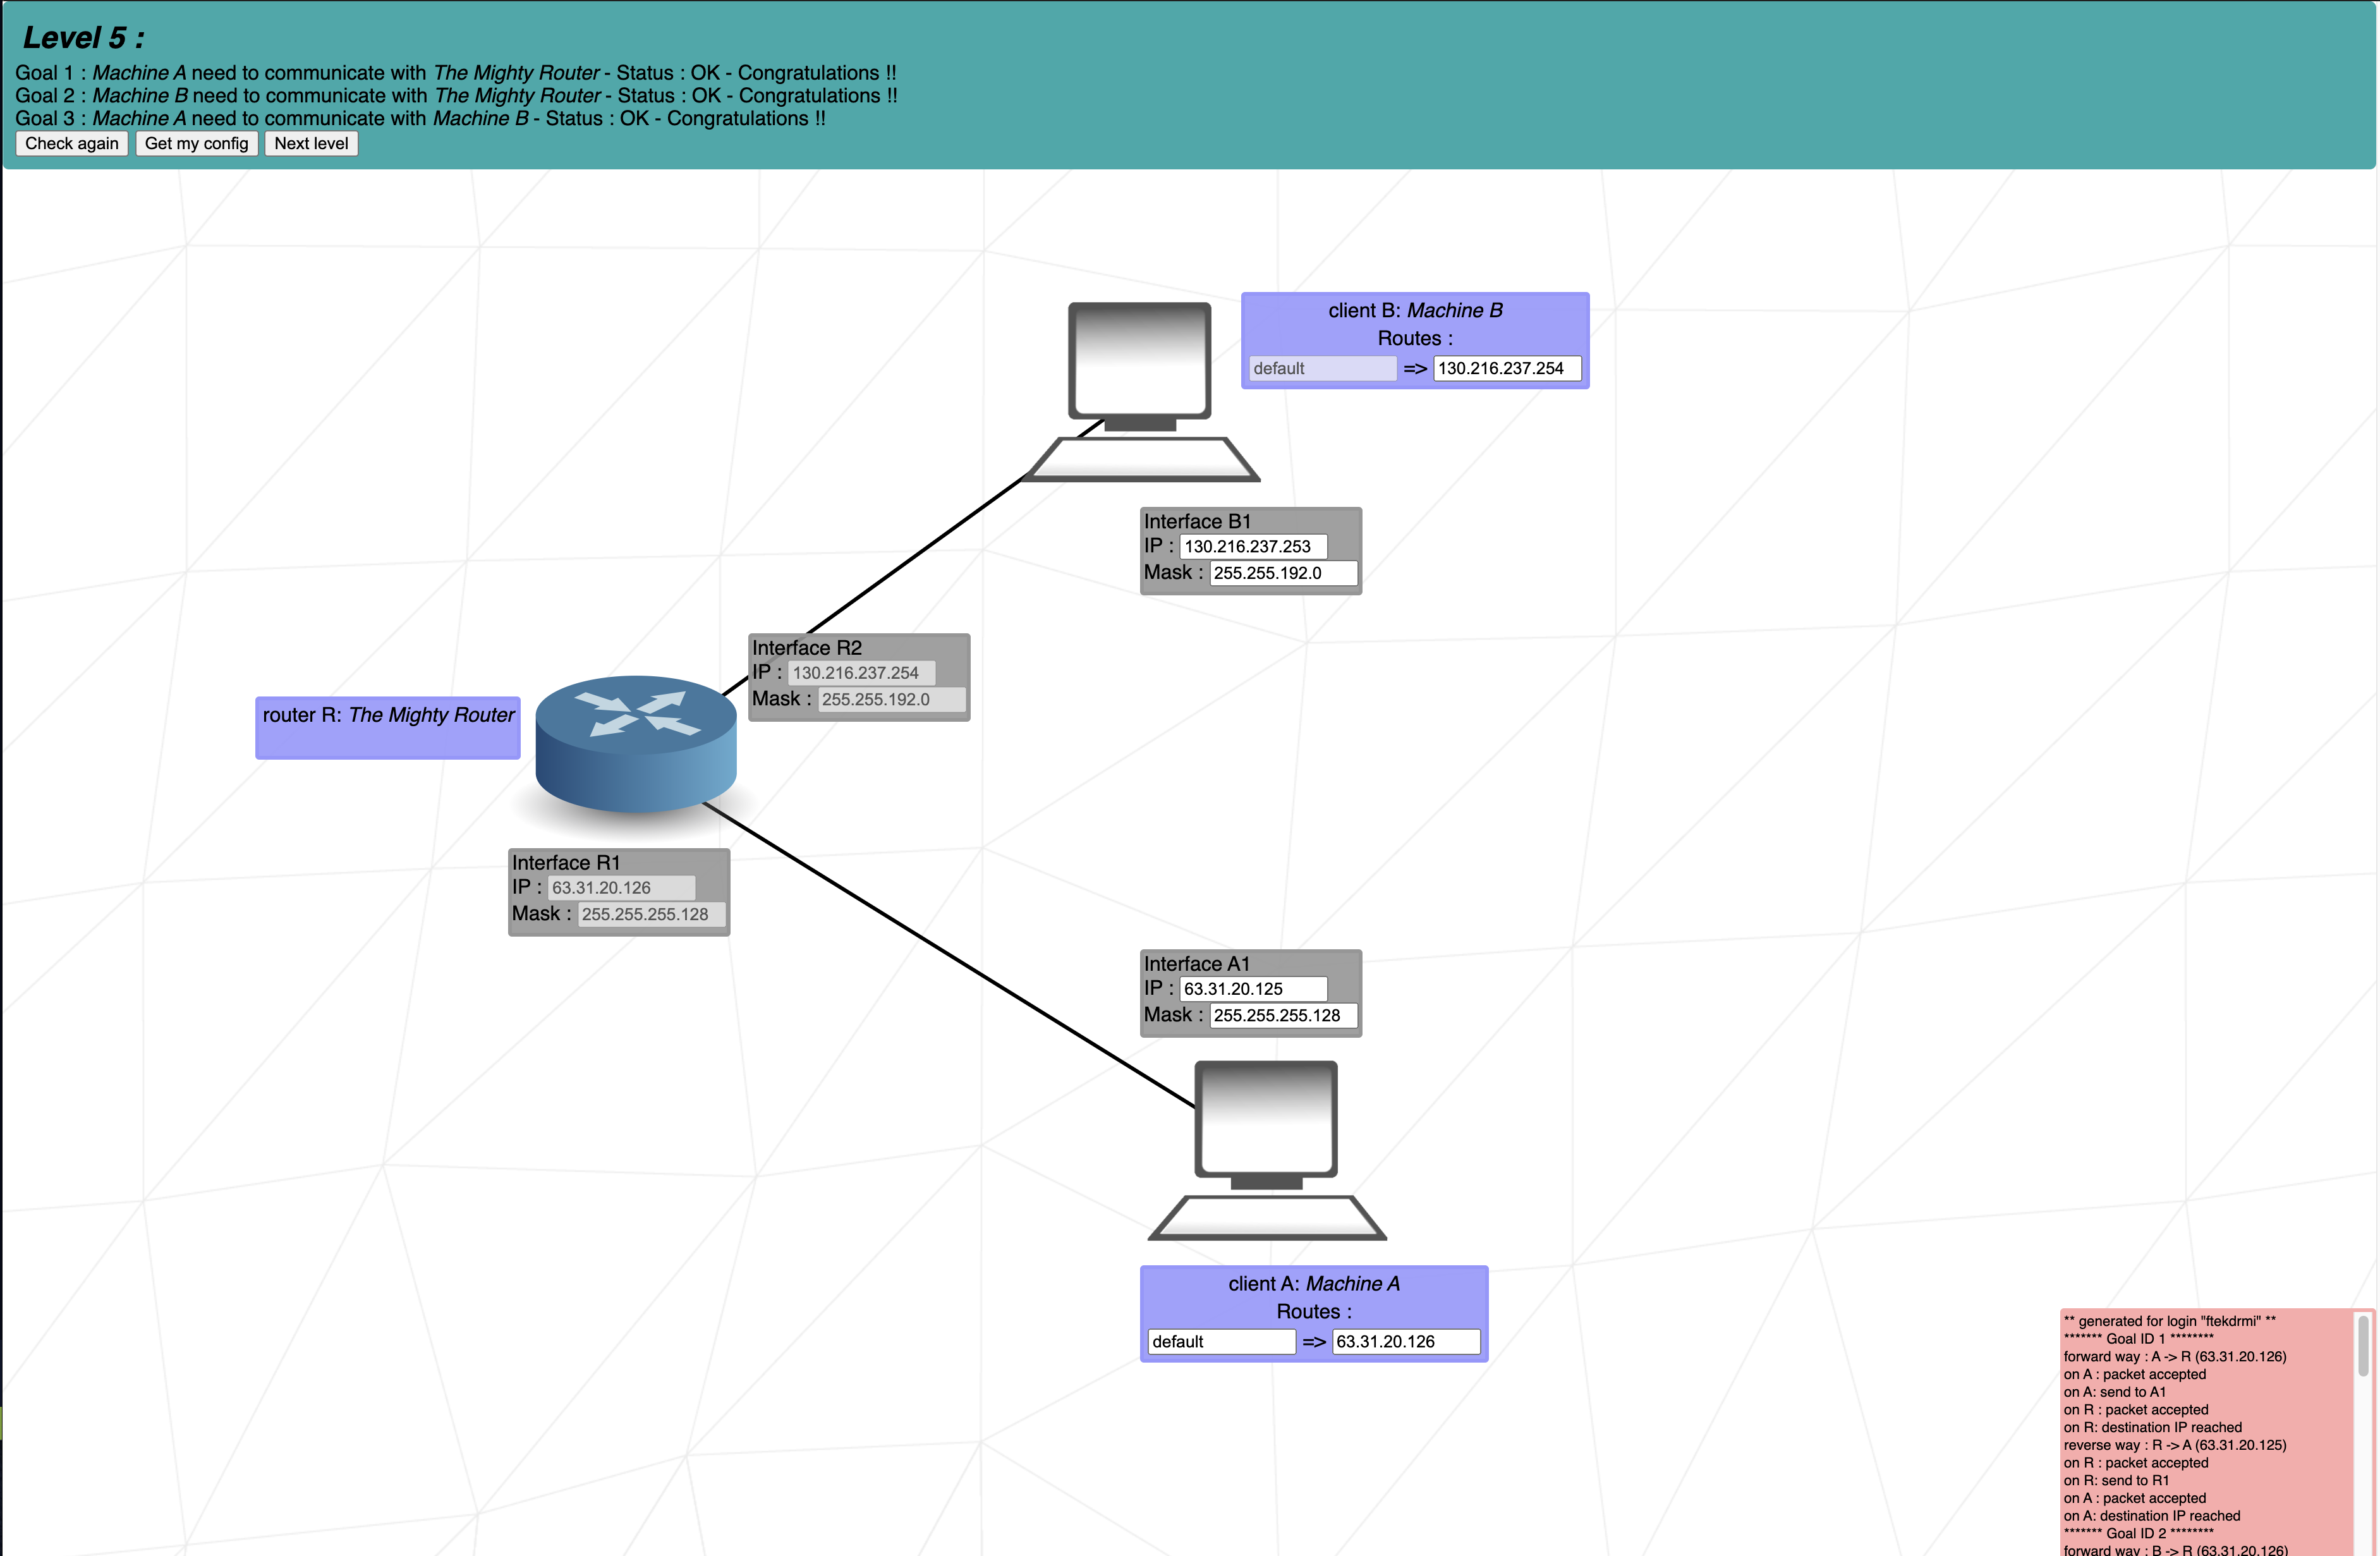 Level 5 :
Goal 1 : Machine A need to communicate with The Mighty Router - Status : OK - Congratulations !!
Goal 2 : Machine B need to communicate with The Mighty Router - Status : OK - Congratulations !!
Goal 3 : Machine A need to communicate with Machine B - Status : OK - Congratulations !!
Check again Get my config Next level
client B: Machine B
Routes :
default => 130.216.237.254
Interface B1
IP : 130.216.237.253
Mask : 255.255.192.0
Interface R2
IP : 130.216.237.254
Mask : 255.255.192.0
router R: The Mighty Router
Interface R1
IP : 63.31.20.126
Mask : 255.255.255.128
Interface A1
IP : 63.31.20.125
Mask : 255.255.255.128
client A: Machine A
Routes :
default => 63.31.20.126
** generated for login "ftekdrmi" **
******* Goal ID 1 ********
forward way : A -> R (63.31.20.126)
on A : packet accepted
on A: send to A1
on R : packet accepted
on R: destination IP reached
reverse way : R -> A (63.31.20.125)
on R : packet accepted
on R: send to R1
on A : packet accepted
on A: destination IP reached
******* Goal ID 2 ********
forward way : B -> R (63.31.20.126)